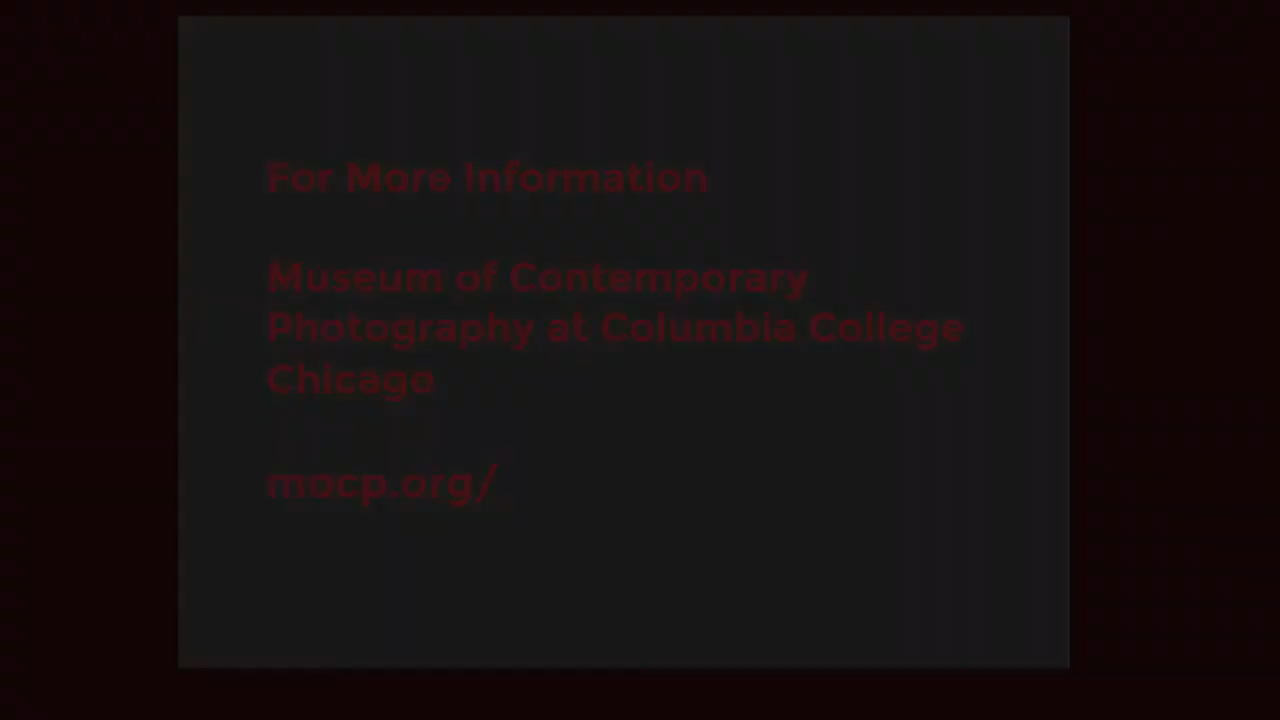 For More Information
Museum of Contemporary
Photography at Columbia College
Chicago
mocp.org/